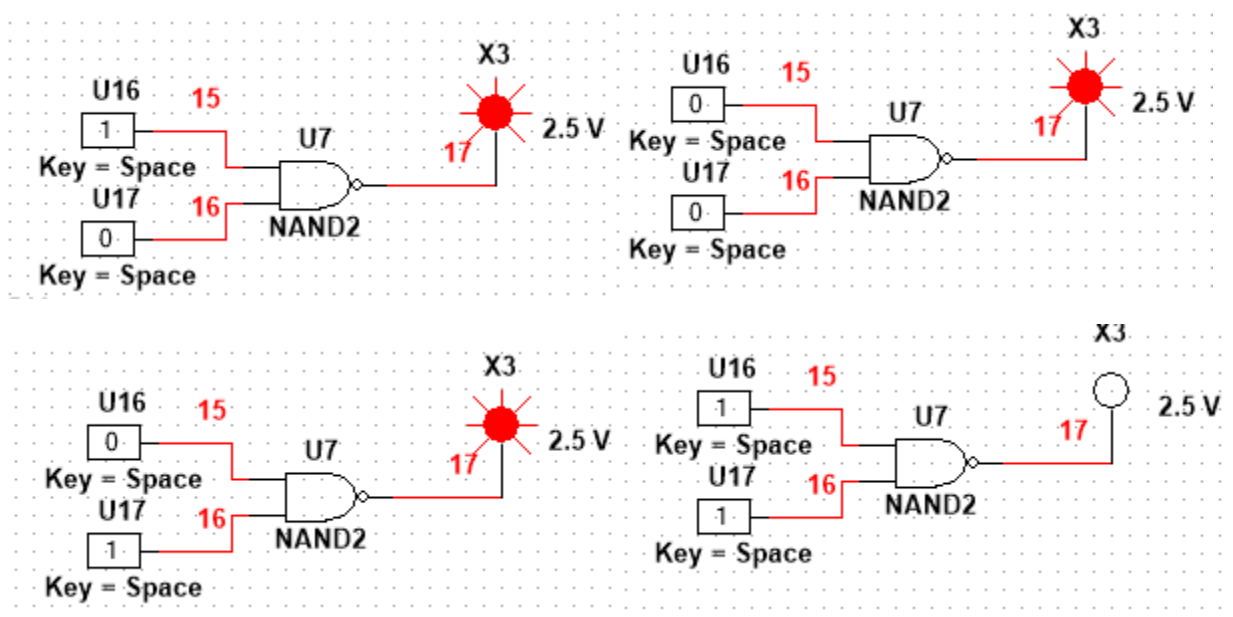 X3
U16
15
1
U7
2.5 V
17
Key = Space
U17
16
NAND2
0
Key = Space
X3
U16
15
0
2.5 V
U7
17
Key = Space
U17
16
NAND2
0
Key = Space
X3
U16
15
0
2.5 V
U7
17
Key = Space
U17
16
NAND2
1
Key = Space
X3
U16
15
1
2.5 V
U7
17
Key = Space
U17
16
NAND2
1
Key = Space